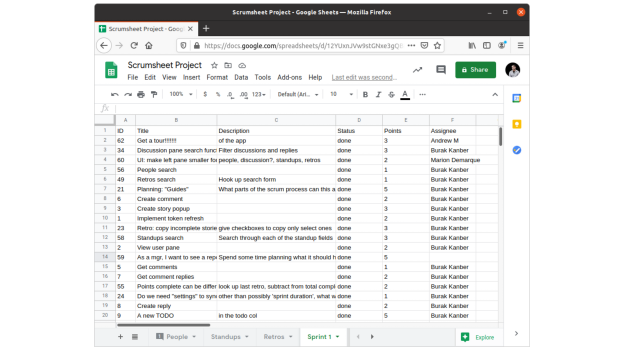 Scrumsheet Project - Google Sheets — Mozilla Firefox
Scrumsheet Project - Goog
https://docs.google.com/spreadsheets/d/
Scrumsheet Project
Share
File Edit View Insert Format Data Tools Add-ons Help Last edit was second...
100% $ % .0 .00 123 Default (Ari... 10 B I S A
fx
A B C D E F
1 ID Title Description Status Points Assignee
2 62 Get a tour!!!!!!! of the app done 3 Andrew M
3 34 Discussion pane search func Filter discussions and replies done 3 Burak Kanber
4 60 UI: make left pane smaller for people, discussion?, standups, retros done 2 Marion Demarque
5 56 People search done 1 Burak Kanber
6 49 Retros search Hook up search form done 1 Burak Kanber
7 21 Planning: "Guides" What parts of the scrum process can this a done 5 Burak Kanber
8 6 Create comment done 2 Burak Kanber
9 3 Create story popup done 3 Burak Kanber
10 1 Implement token refresh done 2 Burak Kanber
11 23 Retro: copy incomplete storie give checkboxes to copy only select ones done 3 Burak Kanber
12 58 Standups search Search through each of the standup fields done 3 Burak Kanber
13 2 View user pane done 2 Burak Kanber
14 59 As a mgr, I want to see a rep Spend some time planning what it should h done 5
15 5 Get comments done 1 Burak Kanber
16 7 Get comment replies done 2 Burak Kanber
17 55 Points complete can be differ look up last retro, subtract from total compl done 2 Burak Kanber
18 24 Do we need "settings" to sync other than possibly 'sprint duration', what w done 1 Burak Kanber
19 8 Create reply done 2 Burak Kanber
20 9 A new TODO in the todo col done 5 Burak Kanber
People Standups Retros Sprint 1 Explore